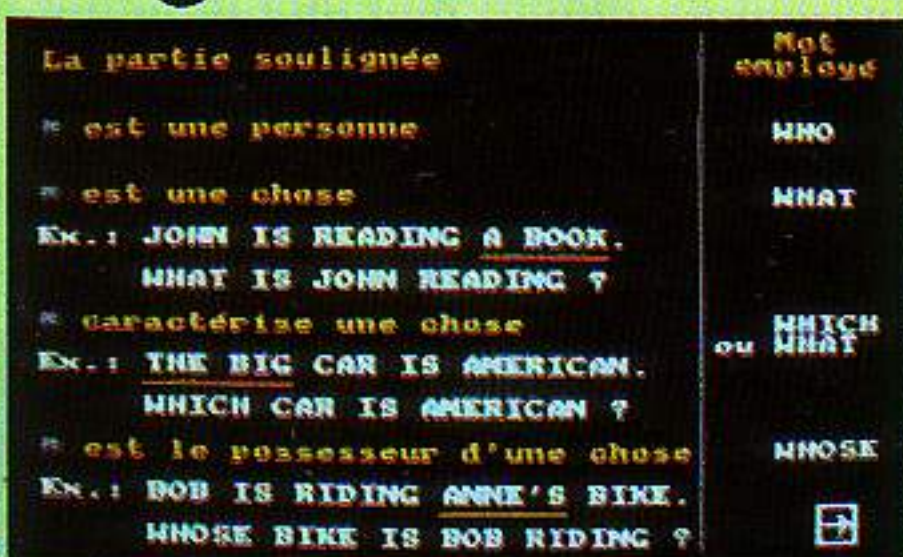 La partie soulignée Mot employé
* est une personne WHO
* est une chose WHAT
Ex.: JOHN IS READING A BOOK.
WHAT IS JOHN READING ?
* caractérise une chose WHICH ou WHAT
Ex.: THE BIG CAR IS AMERICAN.
WHICH CAR IS AMERICAN ?
* est le possesseur d'une chose WHOSE
Ex.: BOB IS RIDING ANNE'S BIKE.
WHOSE BIKE IS BOB RIDING ?